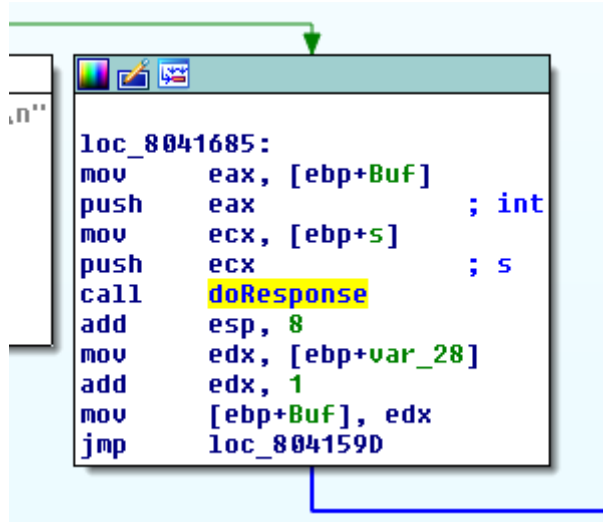 \n"
loc_8041685:
mov eax, [ebp+Buf]
push eax ; int
mov ecx, [ebp+s]
push ecx ; s
call doResponse
add esp, 8
mov edx, [ebp+var_28]
add edx, 1
mov [ebp+Buf], edx
jmp loc_804159D